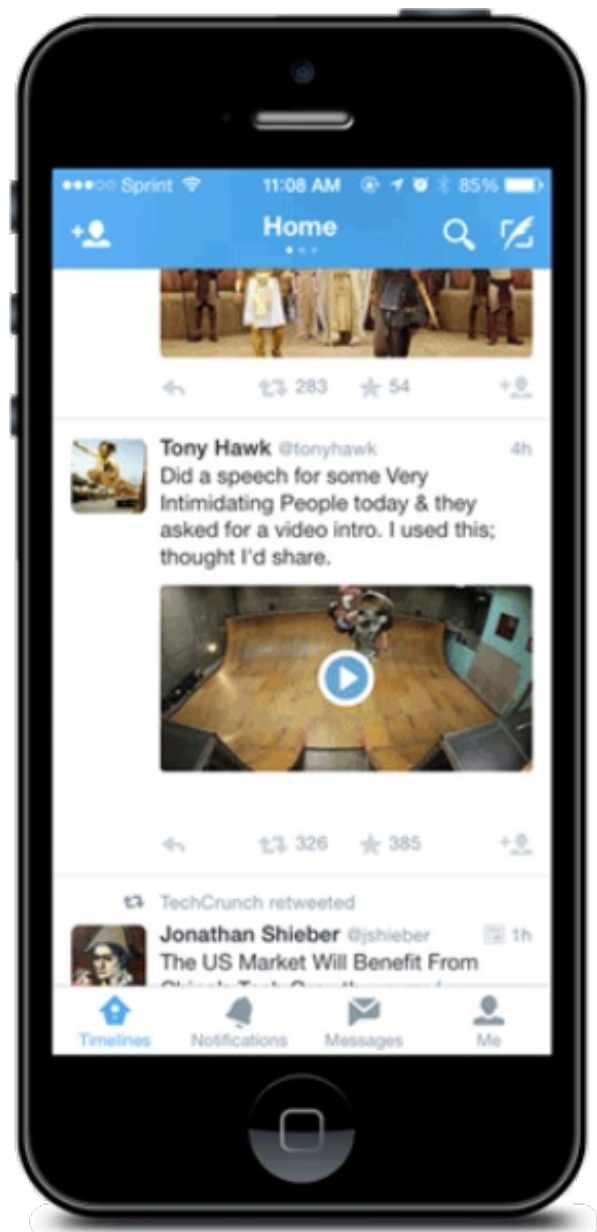 Sprint 11:08 AM 85%
Home
283 54
Tony Hawk @tonyhawk 4h
Did a speech for some Very
Intimidating People today & they
asked for a video intro. I used this;
thought I'd share.
326 385
TechCrunch retweeted
Jonathan Shieber @jshieber 1h
The US Market Will Benefit From
Timelines Notifications Messages Me